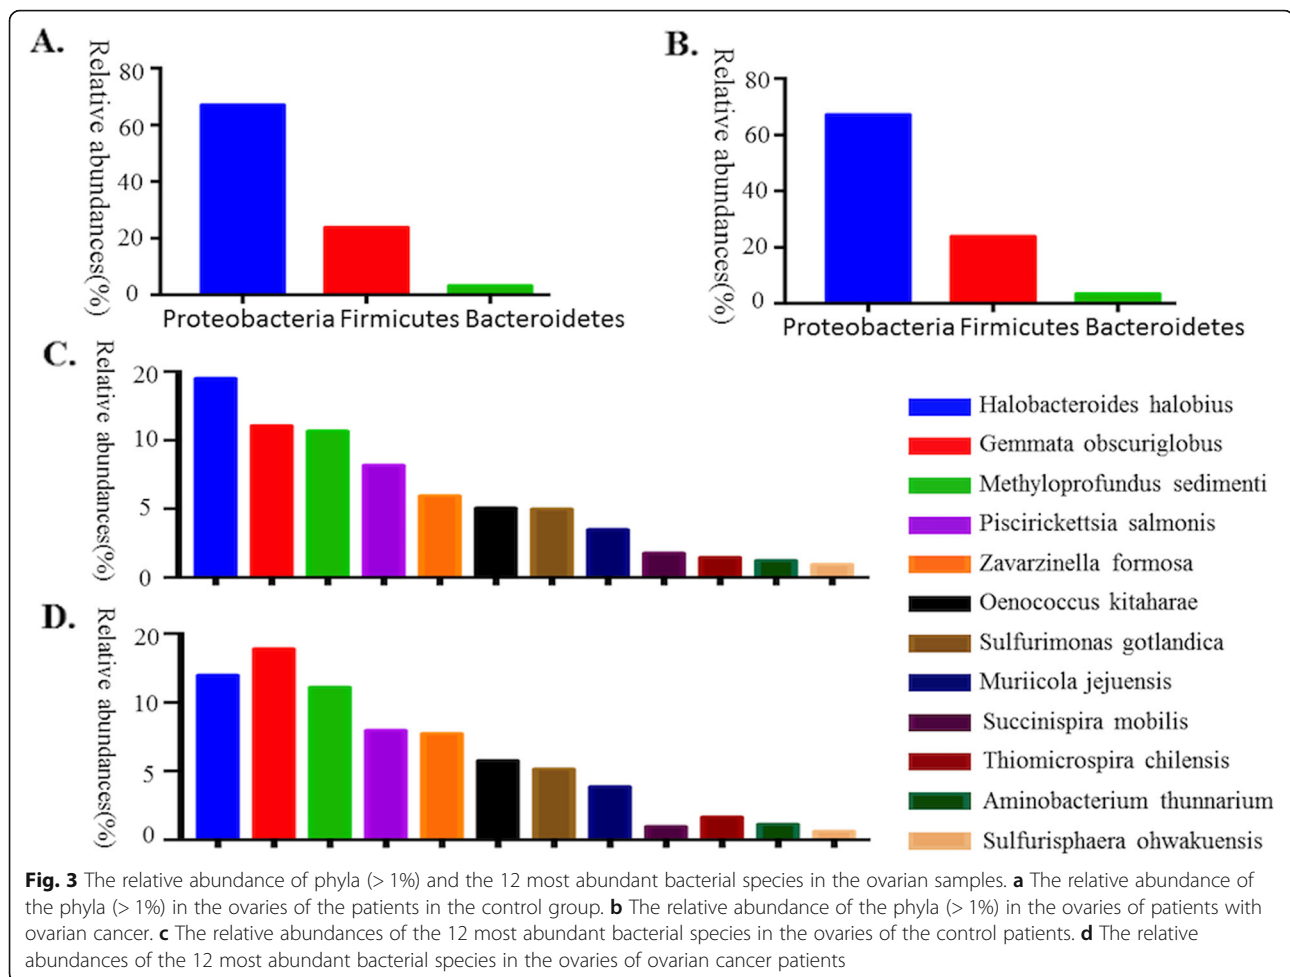 A.
Relative abundances(%)
80
60
40
20
0
Proteobacteria Firmicutes Bacteroidetes
B.
Relative abundances(%)
80
60
40
20
0
Proteobacteria Firmicutes Bacteroidetes
C.
Relative abundances(%)
20
10
5
0
D.
Relative abundances(%)
20
10
5
0
Halobacteroides halobius
Gemmata obscuriglobus
Methyloprofundus sedimenti
Piscirickettsia salmonis
Zavarzinella formosa
Oenococcus kitaharae
Sulfurimonas gotlandica
Muriicola jejuensis
Succinispira mobilis
Thiomicrospira chilensis
Aminobacterium thunnarium
Sulfurisphaera ohwakuensis
Fig. 3 The relative abundance of phyla (> 1%) and the 12 most abundant bacterial species in the ovarian samples. a The relative abundance of
the phyla (> 1%) in the ovaries of the patients in the control group. b The relative abundance of the phyla (> 1%) in the ovaries of patients with
ovarian cancer. c The relative abundances of the 12 most abundant bacterial species in the ovaries of the control patients. d The relative
abundances of the 12 most abundant bacterial species in the ovaries of ovarian cancer patients